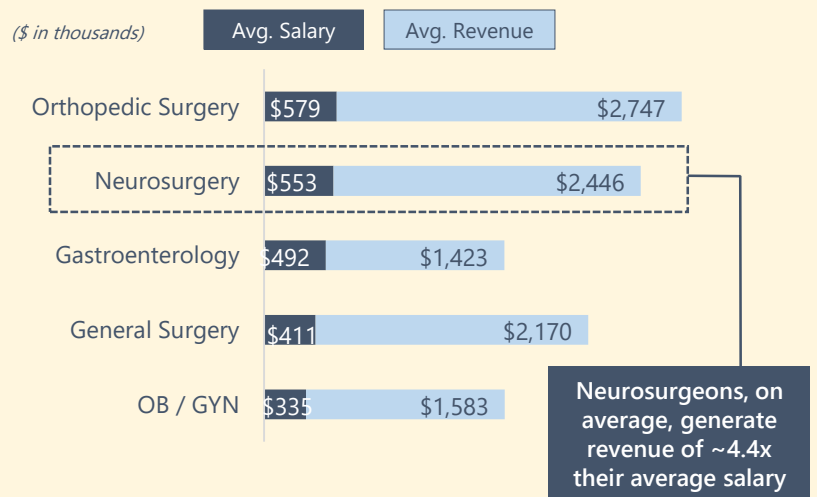 ($ in thousands)
Avg. Salary
Avg. Revenue
Orthopedic Surgery $579 $2,747
Neurosurgery $553 $2,446
Gastroenterology $492 $1,423
General Surgery $411 $2,170
OB / GYN $335 $1,583
Neurosurgeons, on
average, generate
revenue of ~4.4x
their average salary